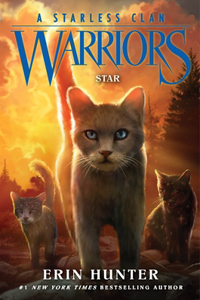 A STARLESS CLAN
WARRIORS
STAR
ERIN HUNTER
#1 NEW YORK TIMES BESTSELLING AUTHOR